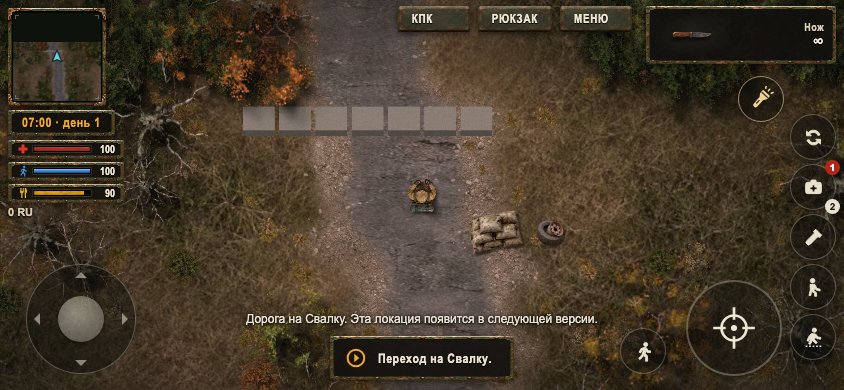 КПК
РЮКЗАК
МЕНЮ
Нож
∞
07:00 · день 1
100
100
90
0 RU
1
2
Дорога на Свалку. Эта локация появится в следующей версии.
Переход на Свалку.